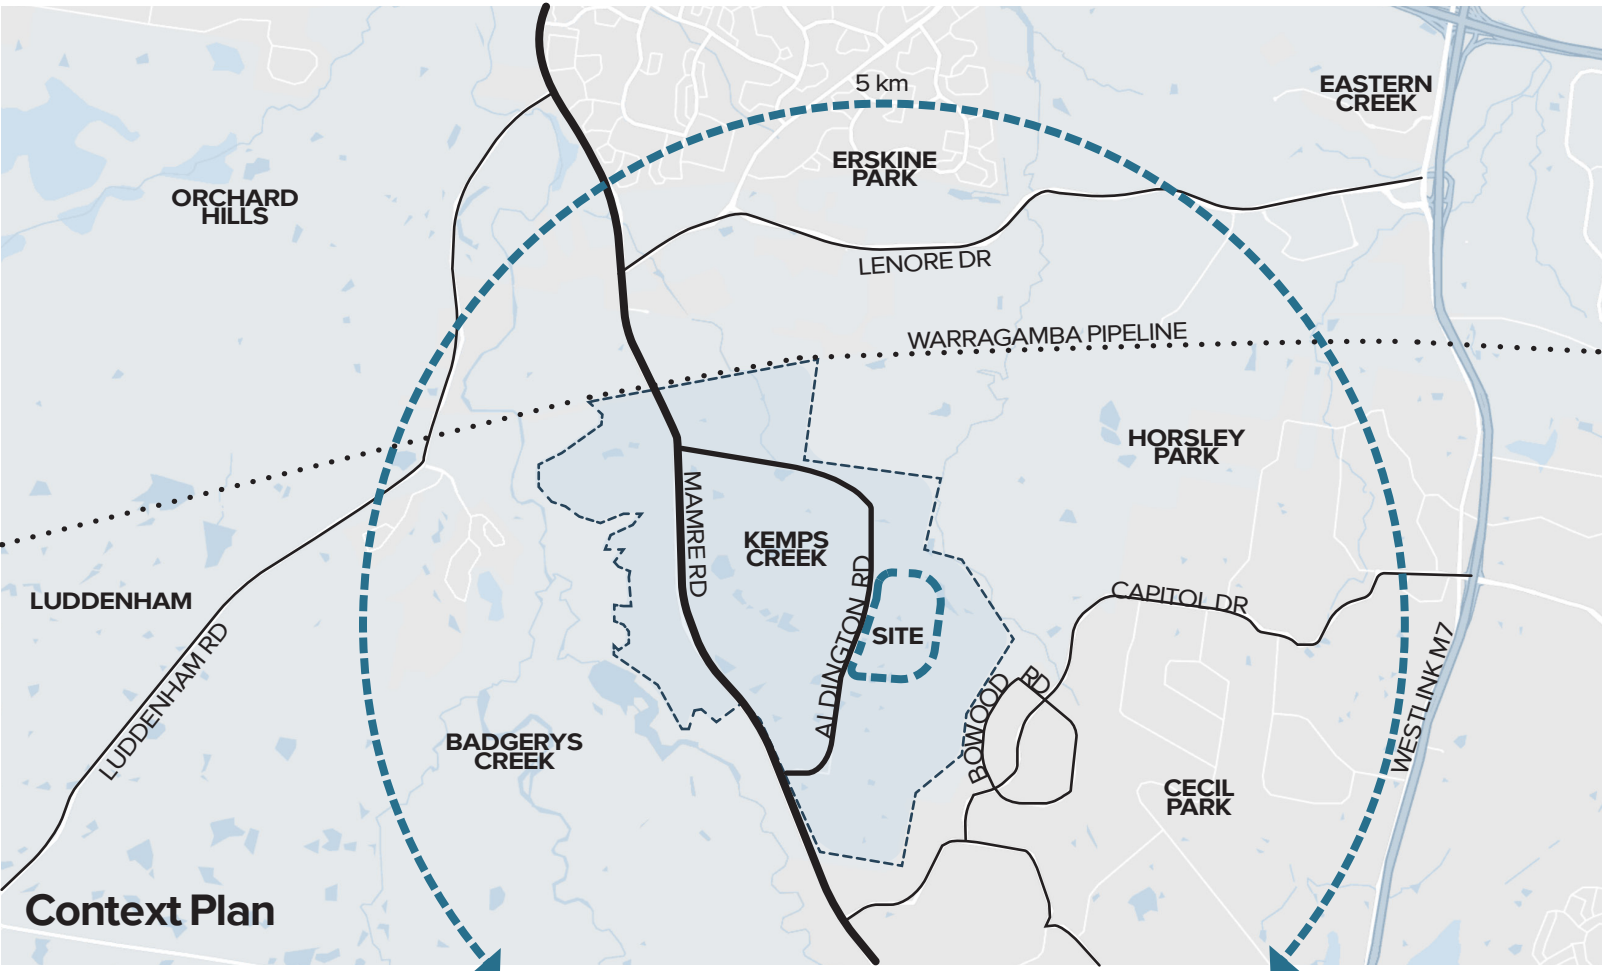 5 km
EASTERN
CREEK
ERSKINE
PARK
ORCHARD
HILLS
LENORE DR
WARRAGAMBA PIPELINE
HORSLEY
PARK
MAMRE RD
KEMPS
CREEK
ALDINGTON RD
SITE
CAPITOL DR
LUDDENHAM
LUDDENHAM RD
BOWOOD RD
WESTLINK M7
BADGERYS
CREEK
CECIL
PARK
Context Plan